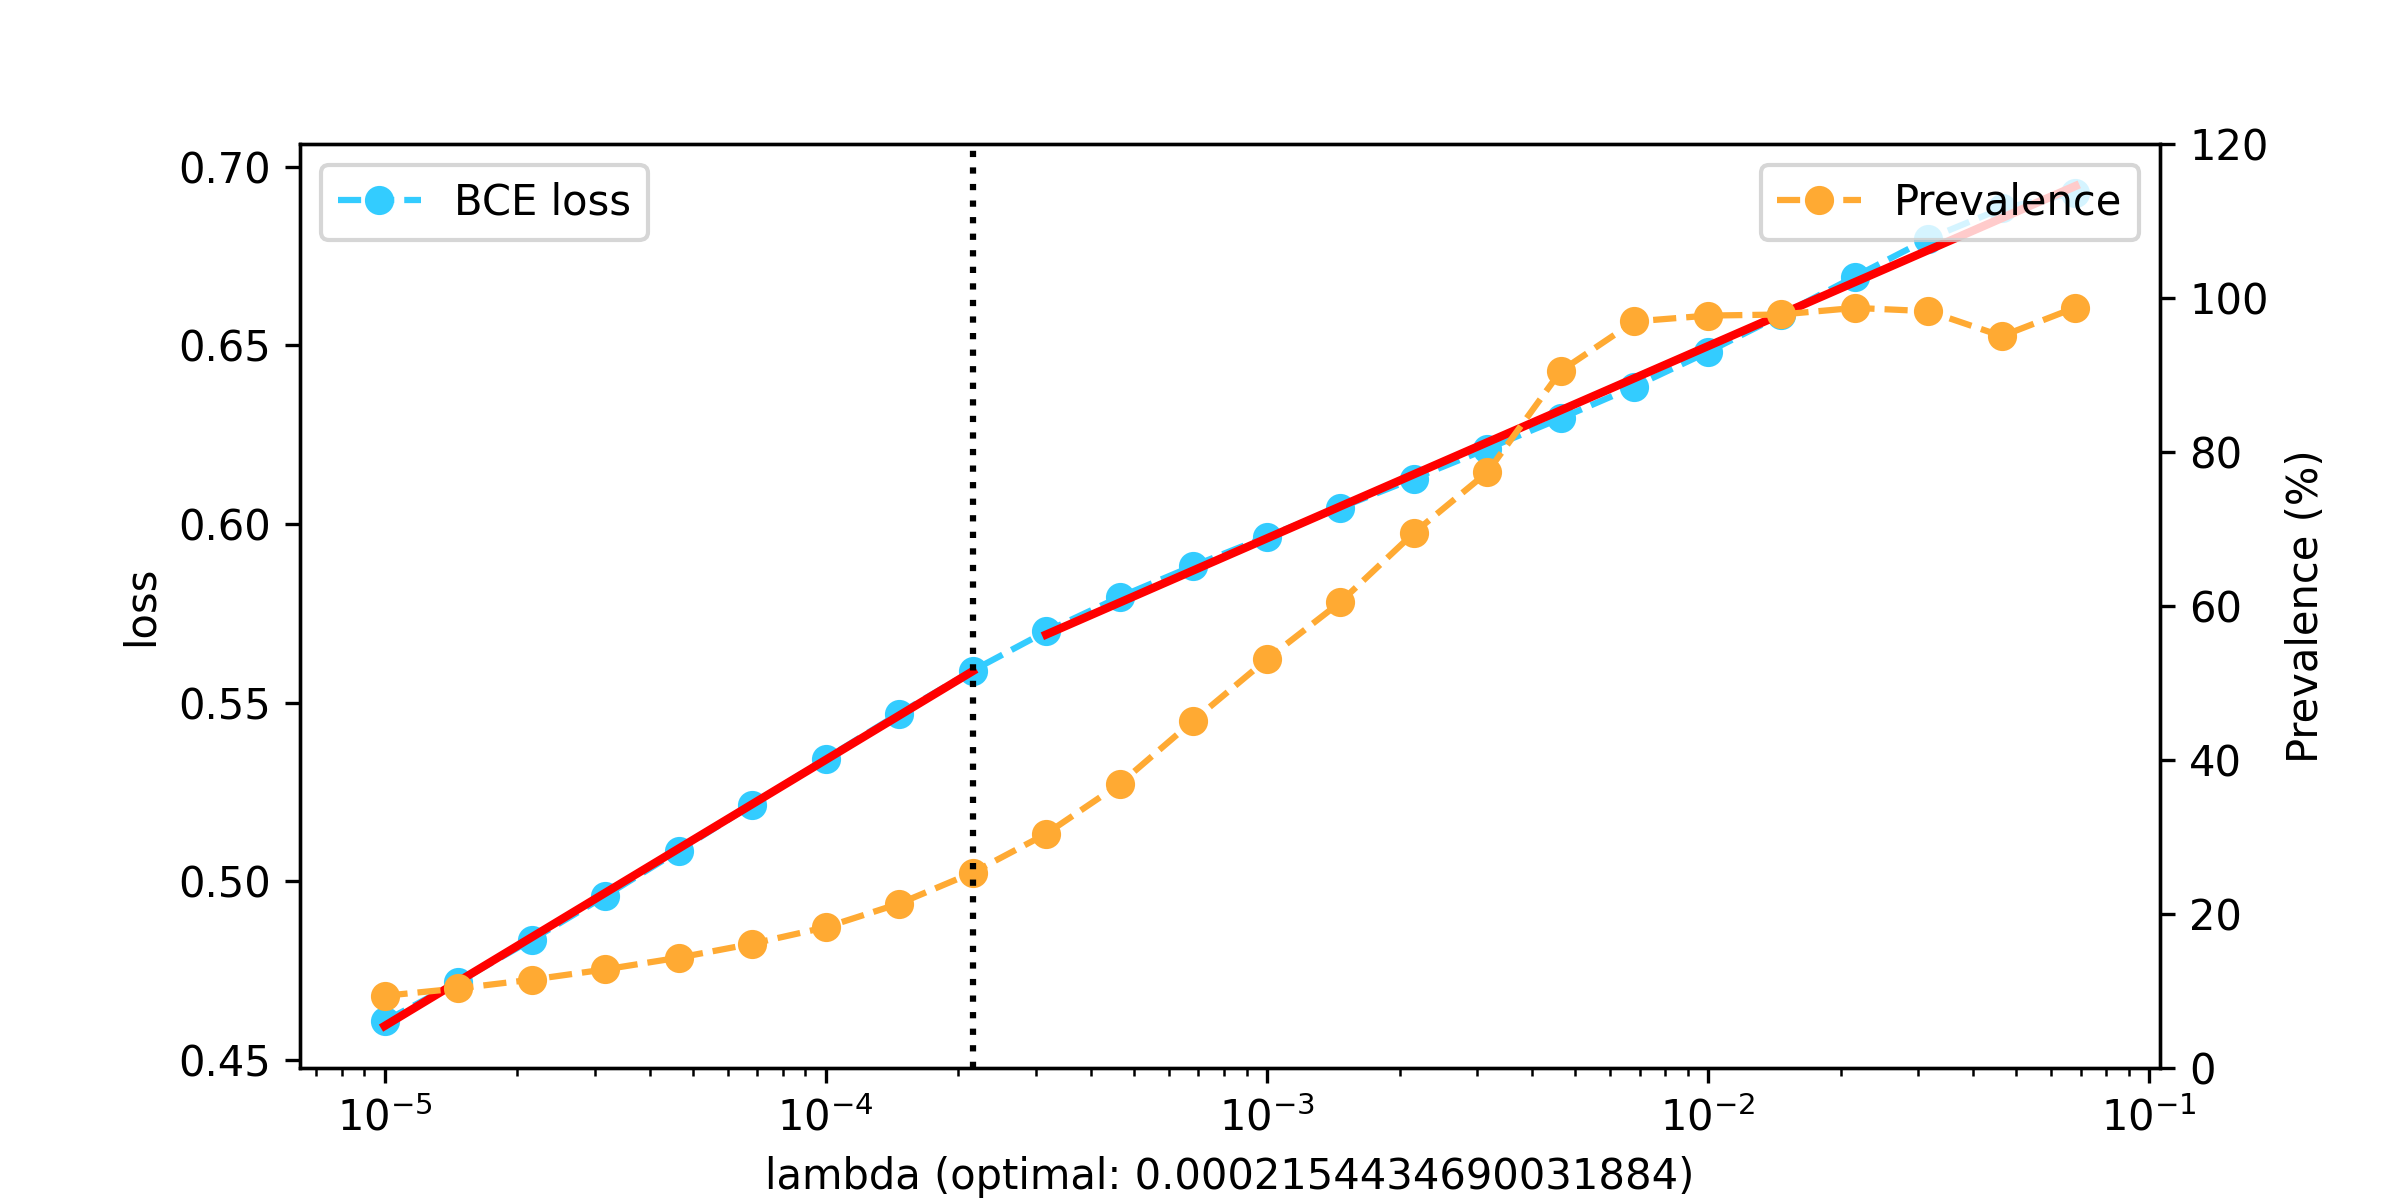 BCE loss
Prevalence
0.70
0.65
0.60
0.55
0.50
0.45
loss
120
100
80
60
40
20
0
Prevalence (%)
10⁻⁵ 10⁻⁴ 10⁻³ 10⁻² 10⁻¹
lambda (optimal: 0.0002154434690031884)